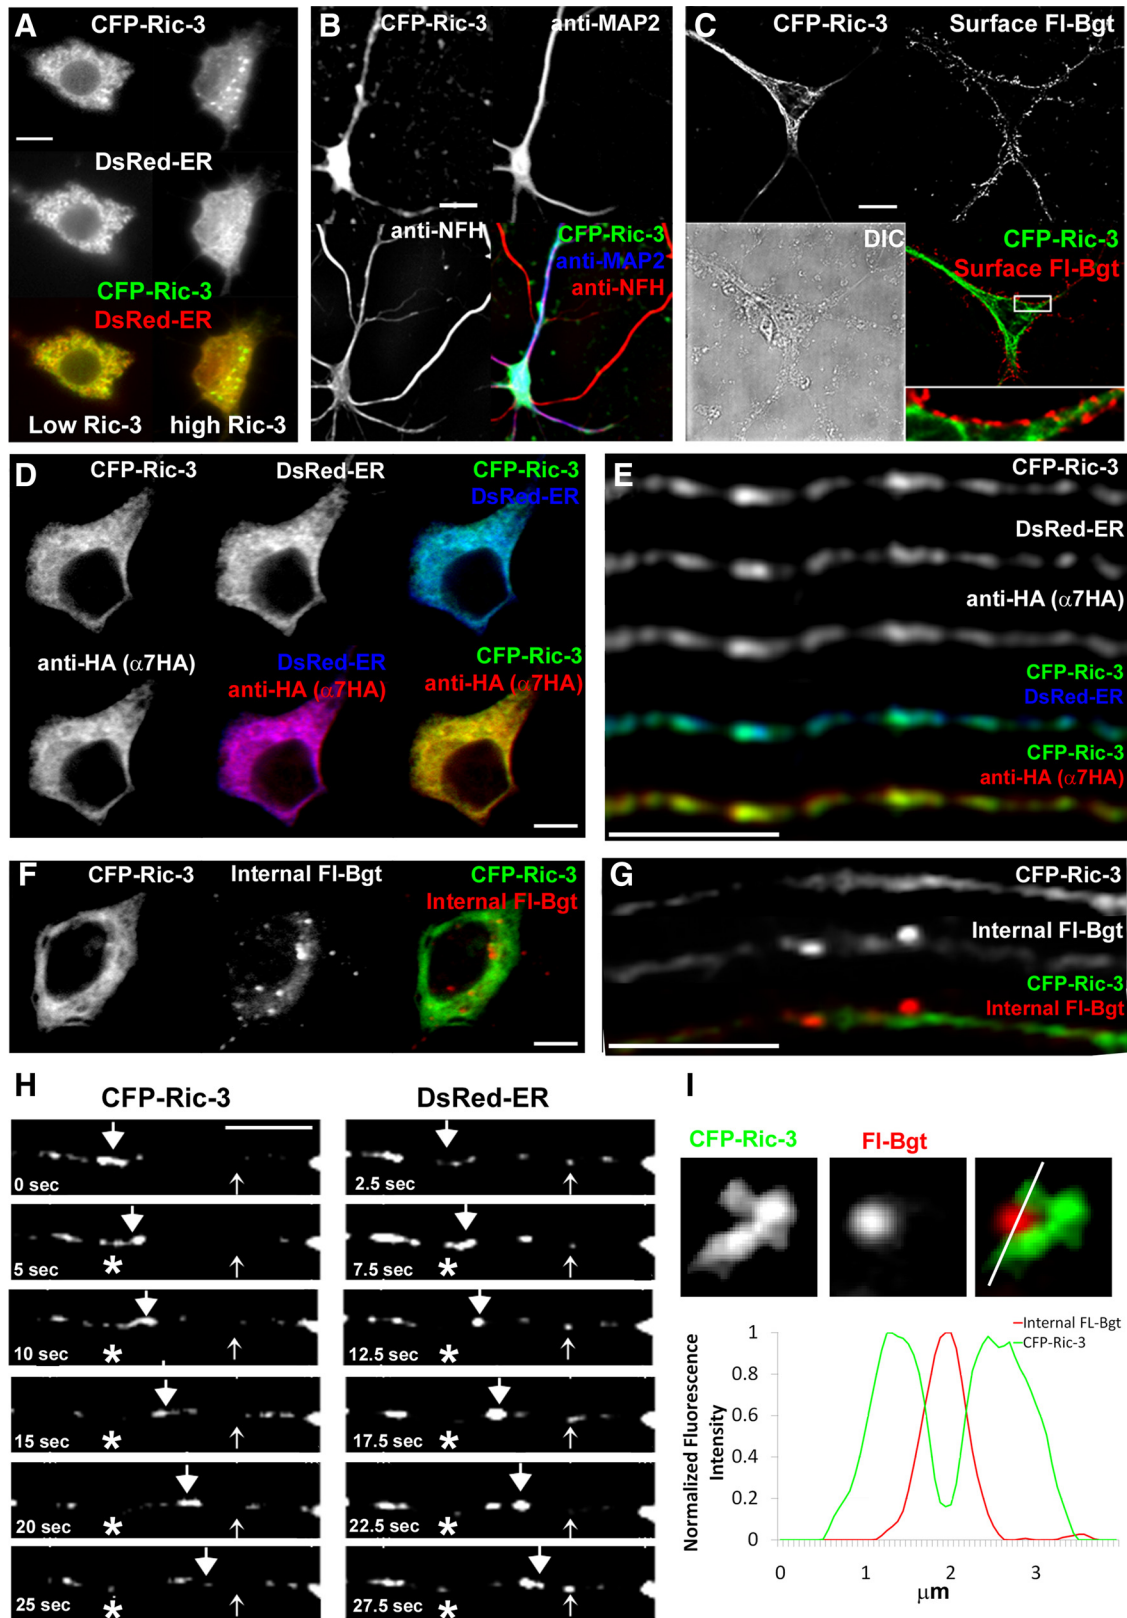 A
CFP-Ric-3
DsRed-ER
CFP-Ric-3
DsRed-ER
Low Ric-3
high Ric-3
B
CFP-Ric-3
anti-MAP2
anti-NFH
CFP-Ric-3
anti-MAP2
anti-NFH
C
CFP-Ric-3
Surface Fl-Bgt
DIC
CFP-Ric-3
Surface Fl-Bgt
D
CFP-Ric-3
DsRed-ER
CFP-Ric-3
DsRed-ER
anti-HA (α7HA)
DsRed-ER
anti-HA (α7HA)
CFP-Ric-3
anti-HA (α7HA)
E
CFP-Ric-3
DsRed-ER
anti-HA (α7HA)
CFP-Ric-3
DsRed-ER
CFP-Ric-3
anti-HA (α7HA)
F
CFP-Ric-3
Internal Fl-Bgt
CFP-Ric-3
Internal Fl-Bgt
G
CFP-Ric-3
Internal Fl-Bgt
CFP-Ric-3
Internal Fl-Bgt
H
CFP-Ric-3
DsRed-ER
0 sec
2.5 sec
5 sec
7.5 sec
10 sec
12.5 sec
15 sec
17.5 sec
20 sec
22.5 sec
25 sec
27.5 sec
I
CFP-Ric-3
Fl-Bgt
Internal FL-Bgt
CFP-Ric-3
Normalized Fluorescence
Intensity
1
0.8
0.6
0.4
0.2
0
0 1 2 3
μm